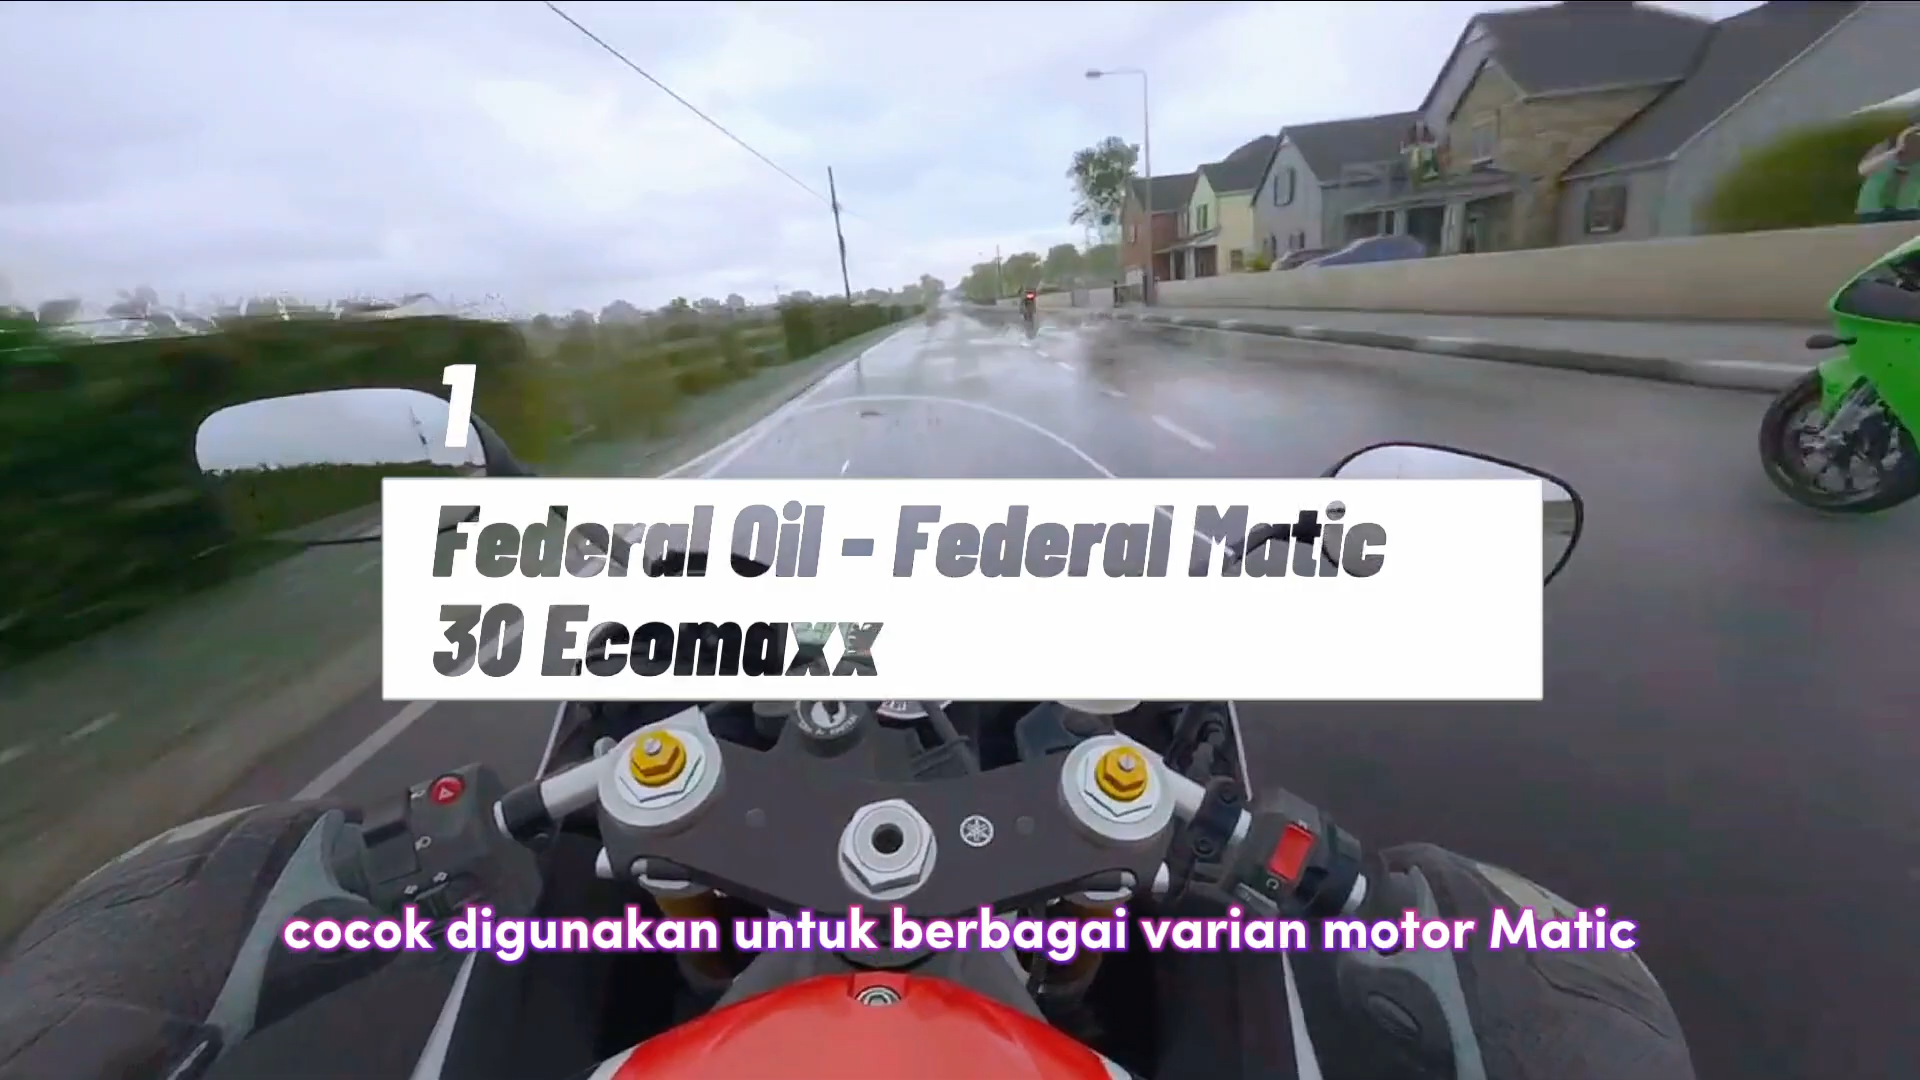 1
Federal Oil - Federal Matic
30 Ecomaxx
cocok digunakan untuk berbagai varian motor Matic